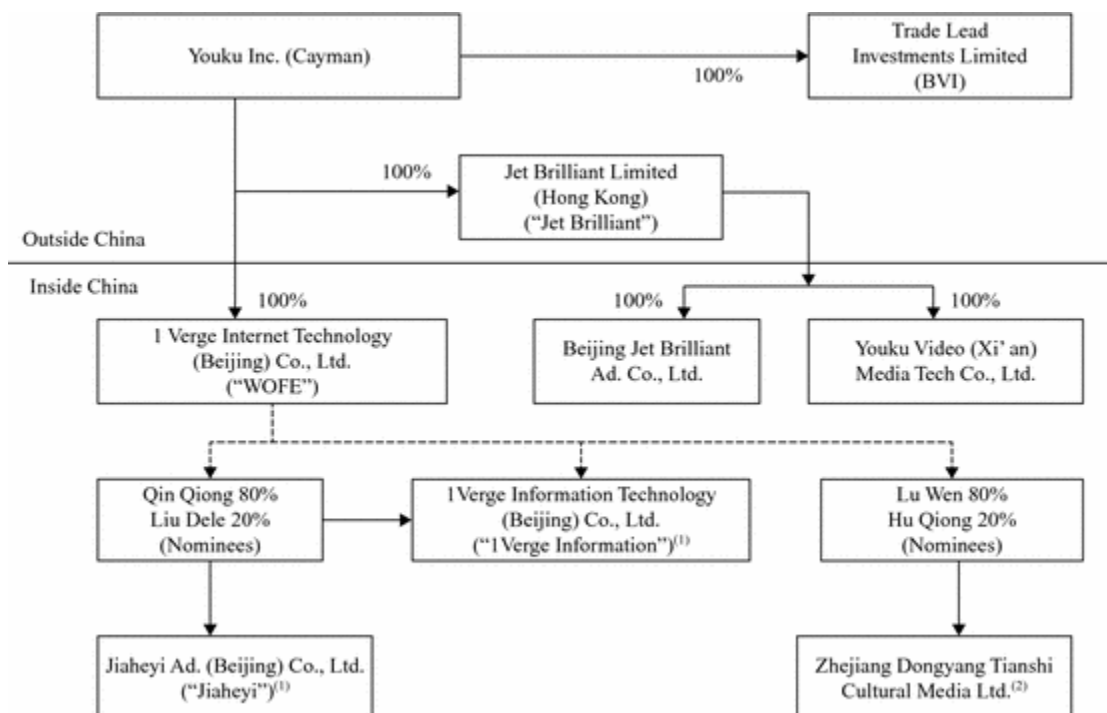 Youku Inc. (Cayman)
100%
Trade Lead
Investments Limited
(BVI)
100%
Jet Brilliant Limited
(Hong Kong)
(“Jet Brilliant”)
Outside China
Inside China
100%
100%
100%
1 Verge Internet Technology
(Beijing) Co., Ltd.
(“WOFE”)
Beijing Jet Brilliant
Ad. Co., Ltd.
Youku Video (Xi’ an)
Media Tech Co., Ltd.
Qin Qiong 80%
Liu Dele 20%
(Nominees)
1Verge Information Technology
(Beijing) Co., Ltd.
(“1Verge Information”)(1)
Lu Wen 80%
Hu Qiong 20%
(Nominees)
Jiaheyi Ad. (Beijing) Co., Ltd.
(“Jiaheyi”)(1)
Zhejiang Dongyang Tianshi
Cultural Media Ltd.(2)